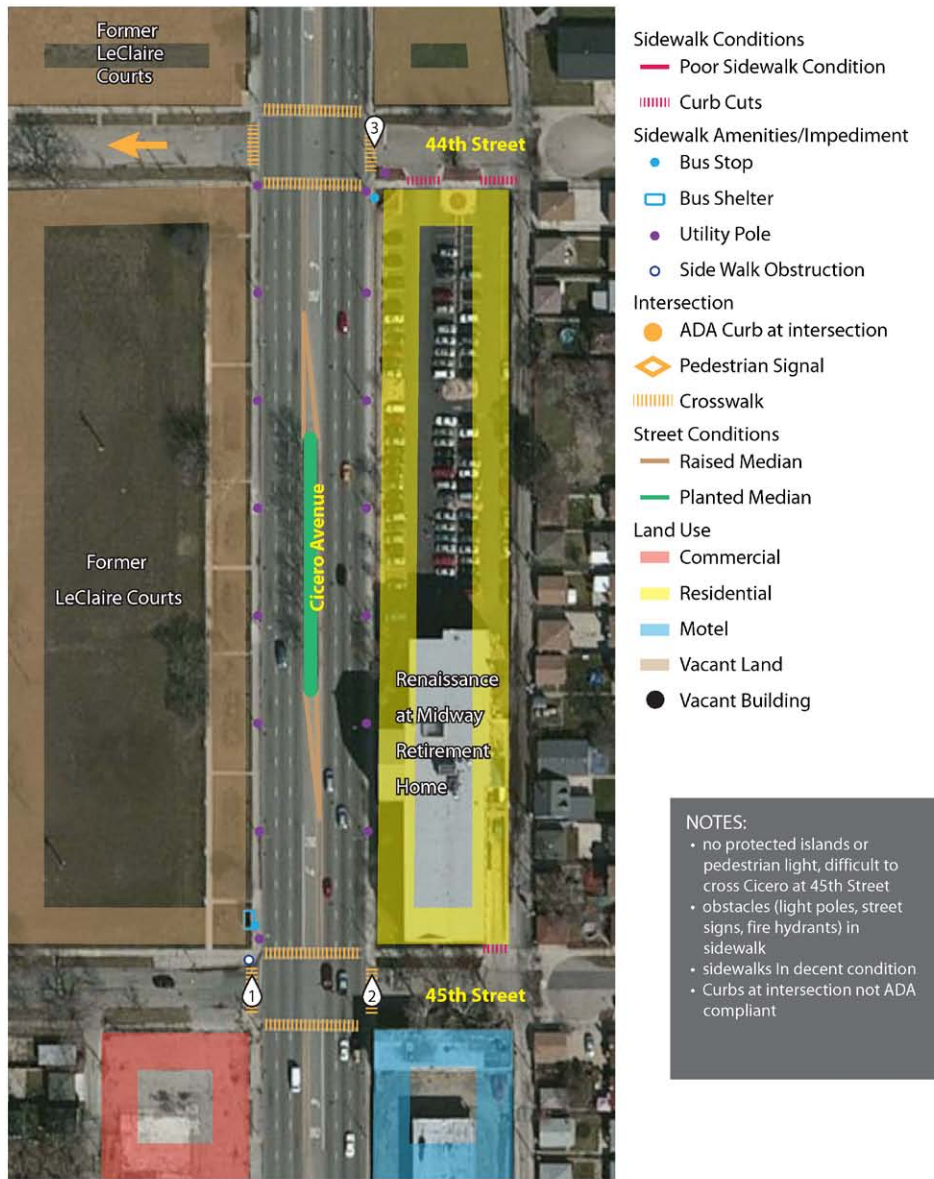 Former
LeClaire
Courts
3
44th Street
Cicero Avenue
Former
LeClaire Courts
Renaissance
at Midway
Retirement
Home
1
2
45th Street
Sidewalk Conditions
Poor Sidewalk Condition
Curb Cuts
Sidewalk Amenities/Impediment
Bus Stop
Bus Shelter
Utility Pole
Side Walk Obstruction
Intersection
ADA Curb at intersection
Pedestrian Signal
Crosswalk
Street Conditions
Raised Median
Planted Median
Land Use
Commercial
Residential
Motel
Vacant Land
Vacant Building
NOTES:
• no protected islands or
pedestrian light, difficult to
cross Cicero at 45th Street
• obstacles (light poles, street
signs, fire hydrants) in
sidewalk
• sidewalks In decent condition
• Curbs at intersection not ADA
compliant